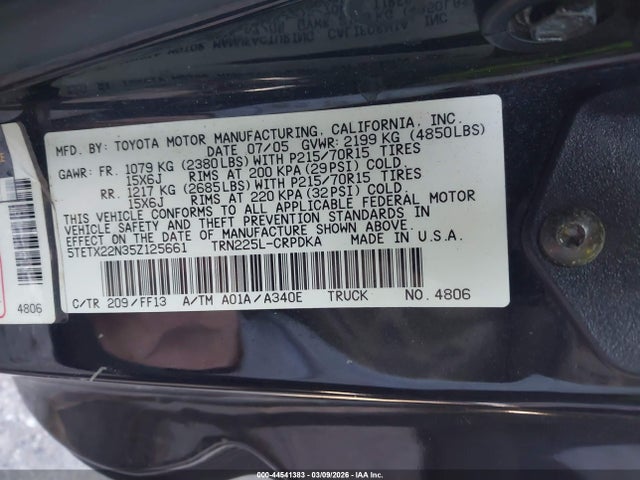 MFD. BY: TOYOTA MOTOR MANUFACTURING, CALIFORNIA, INC.
DATE 07/05 GVWR: 2199 KG (4850LBS)
GAWR: FR. 1079 KG (2380LBS) WITH P215/70R15 TIRES
15X6J RIMS AT 200 KPA (29PSI) COLD.
RR. 1217 KG (2685LBS) WITH P215/70R15 TIRES
15X6J RIMS AT 220 KPA (32PSI) COLD.
THIS VEHICLE CONFORMS TO ALL APPLICABLE FEDERAL MOTOR
VEHICLE SAFETY AND THEFT PREVENTION STANDARDS IN
EFFECT ON THE DATE OF MANUFACTURE SHOWN ABOVE.
5TETX22N35Z125661 TRN225L-CRPDKA MADE IN U.S.A.
C/TR 209/FF13 A/TM A01A/A340E TRUCK NO. 4806
4806
000-44541383 | 03/09/2026 | IAA Inc.